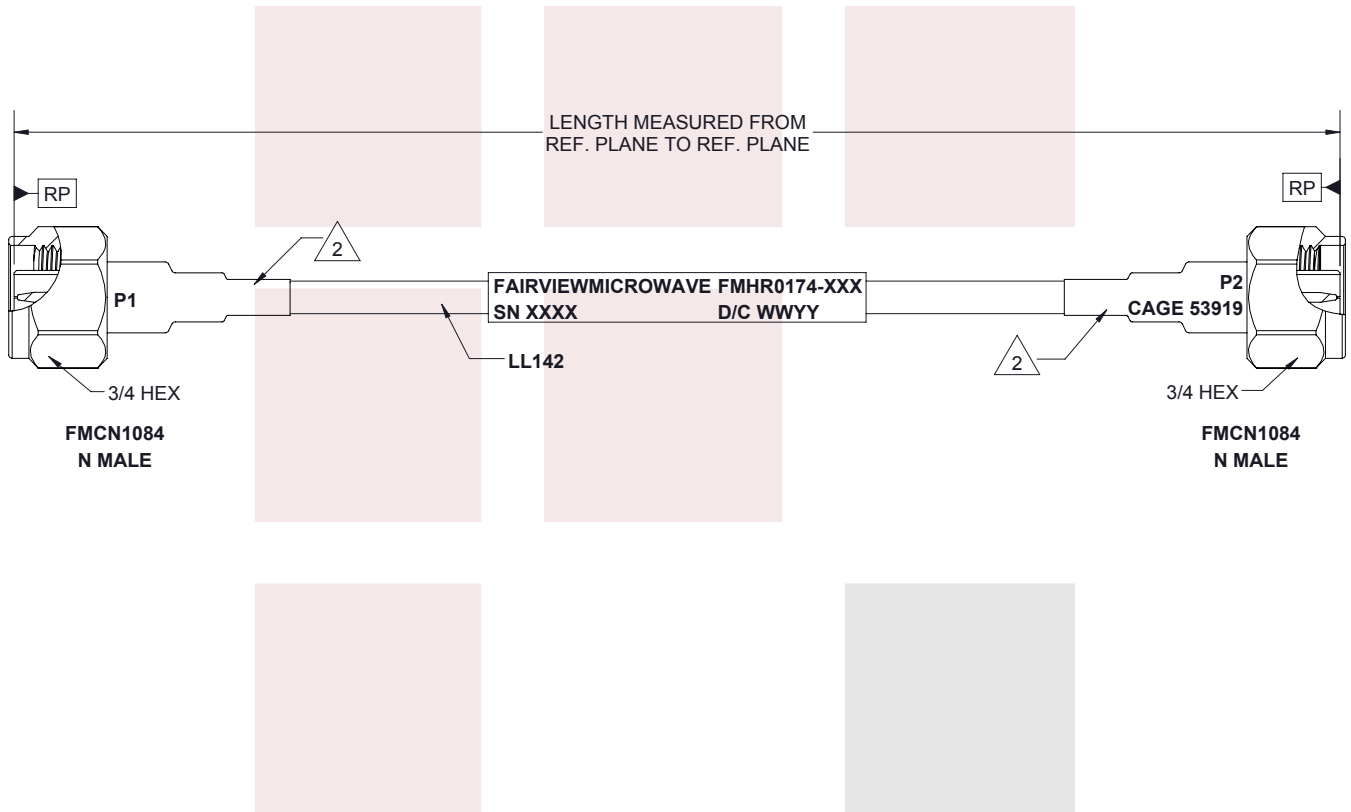 LENGTH MEASURED FROM
REF. PLANE TO REF. PLANE
RP
RP
2
P1
FAIRVIEWMICROWAVE FMHR0174-XXX
SN XXXX D/C WWYY
P2
CAGE 53919
LL142
2
3/4 HEX
3/4 HEX
FMCN1084
N MALE
FMCN1084
N MALE